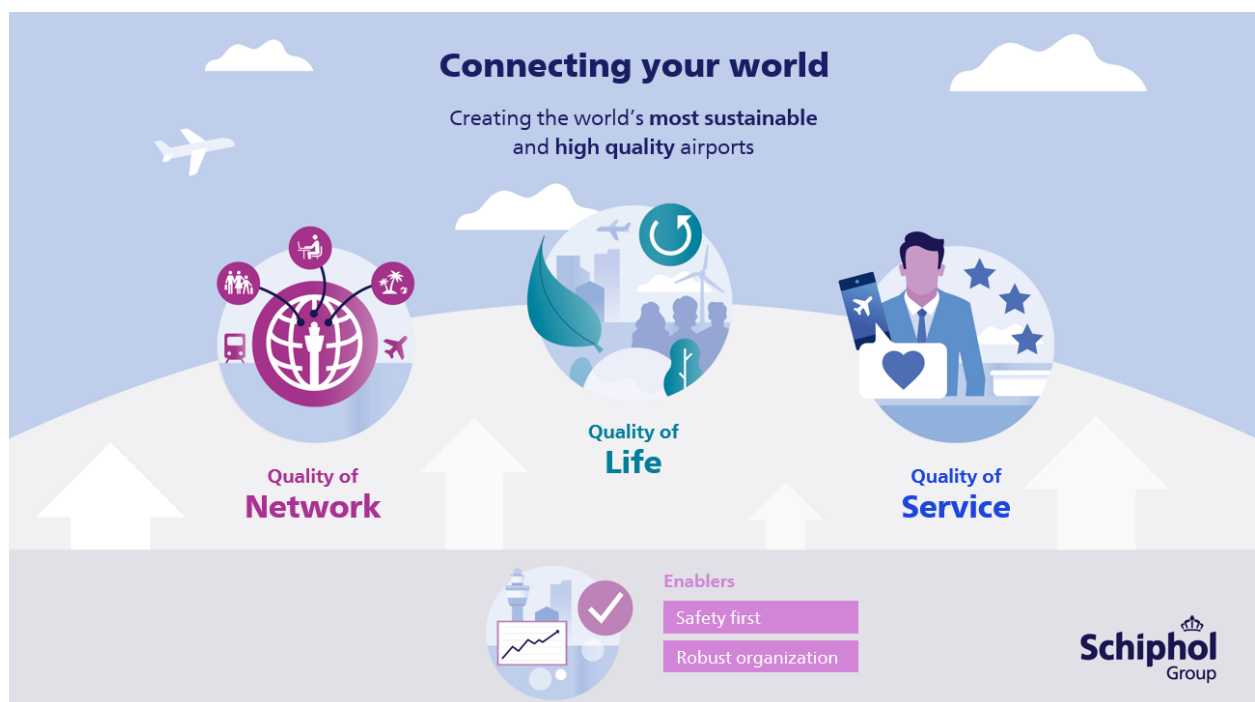 Connecting your world
Creating the world's most sustainable
and high quality airports
Quality of
Network
Quality of
Life
Quality of
Service
Enablers
Safety first
Robust organization
Schiphol
Group